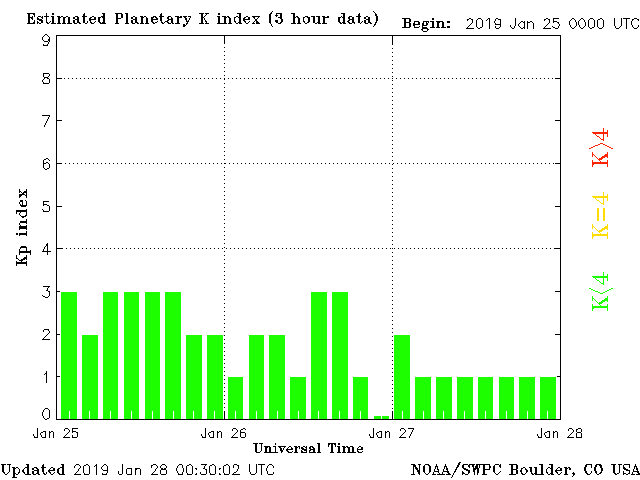 Estimated Planetary K index (3 hour data) Begin: 2019 Jan 25 0000 UTC
9
8
7
6
5
4
3
2
1
0
Kp index
K>4
K=4
K<4
Jan 25 Jan 26 Jan 27 Jan 28
Universal Time
Updated 2019 Jan 28 00:30:02 UTC NOAA/SWPC Boulder, CO USA